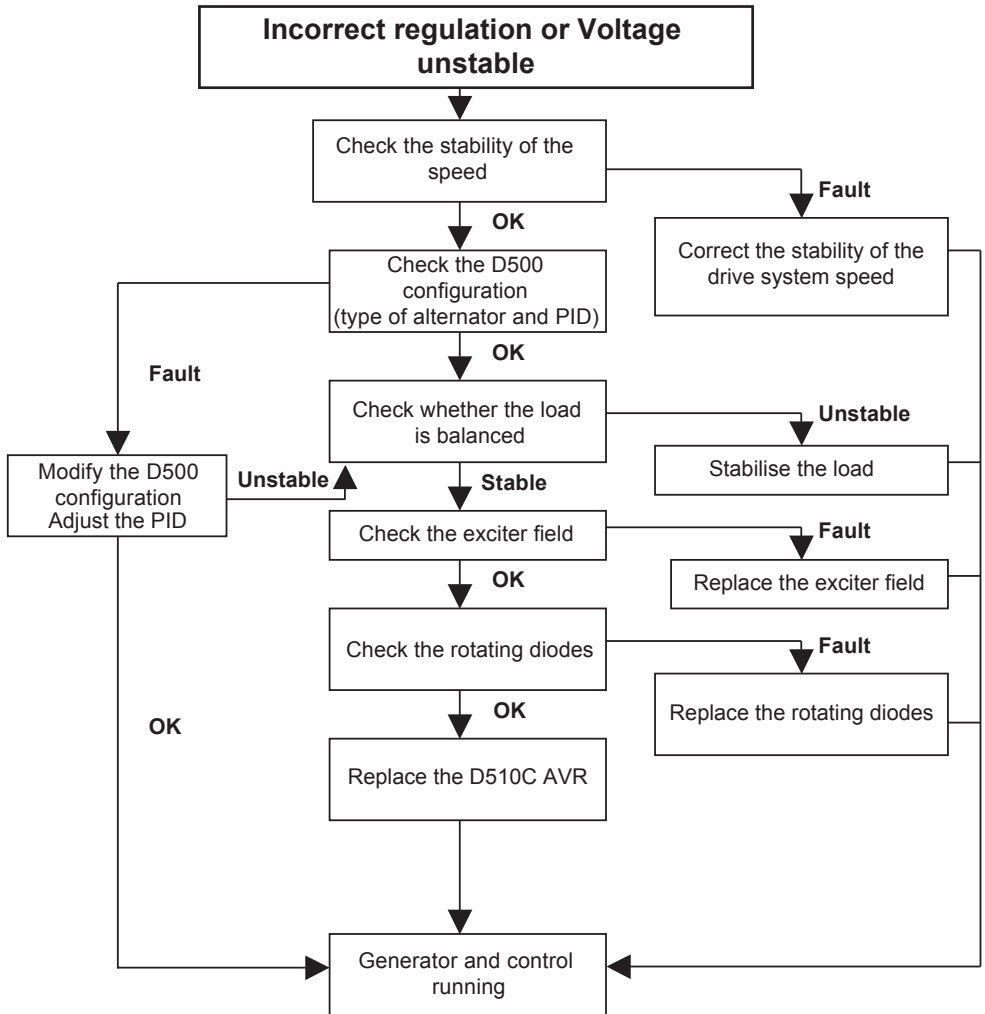 Incorrect regulation or Voltage
unstable
Check the stability of the
speed
Fault
OK
Correct the stability of the
drive system speed
Check the D500
configuration
(type of alternator and PID)
OK
Fault
Check whether the load
is balanced
Unstable
Stabilise the load
Modify the D500
configuration
Adjust the PID
Unstable
Stable
Check the exciter field
Fault
OK
Replace the exciter field
Check the rotating diodes
Fault
OK
Replace the rotating diodes
OK
Replace the D510C AVR
Generator and control
running